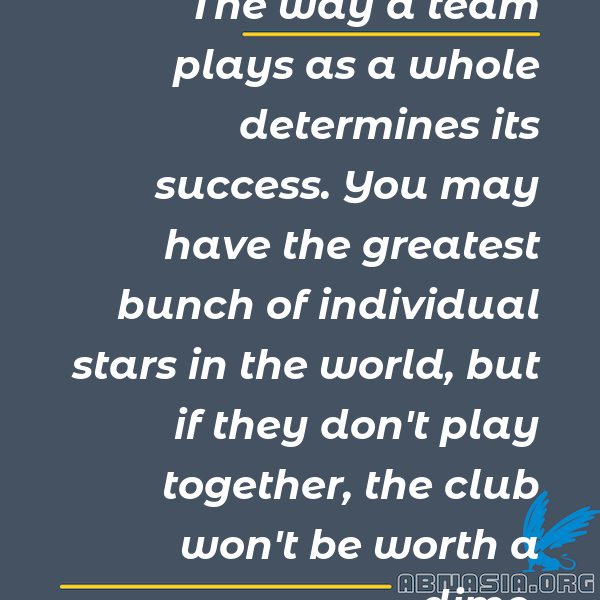 The way a team
plays as a whole
determines its
success. You may
have the greatest
bunch of individual
stars in the world, but
if they don't play
together, the club
won't be worth a
dime.
ABNASIA.ORG